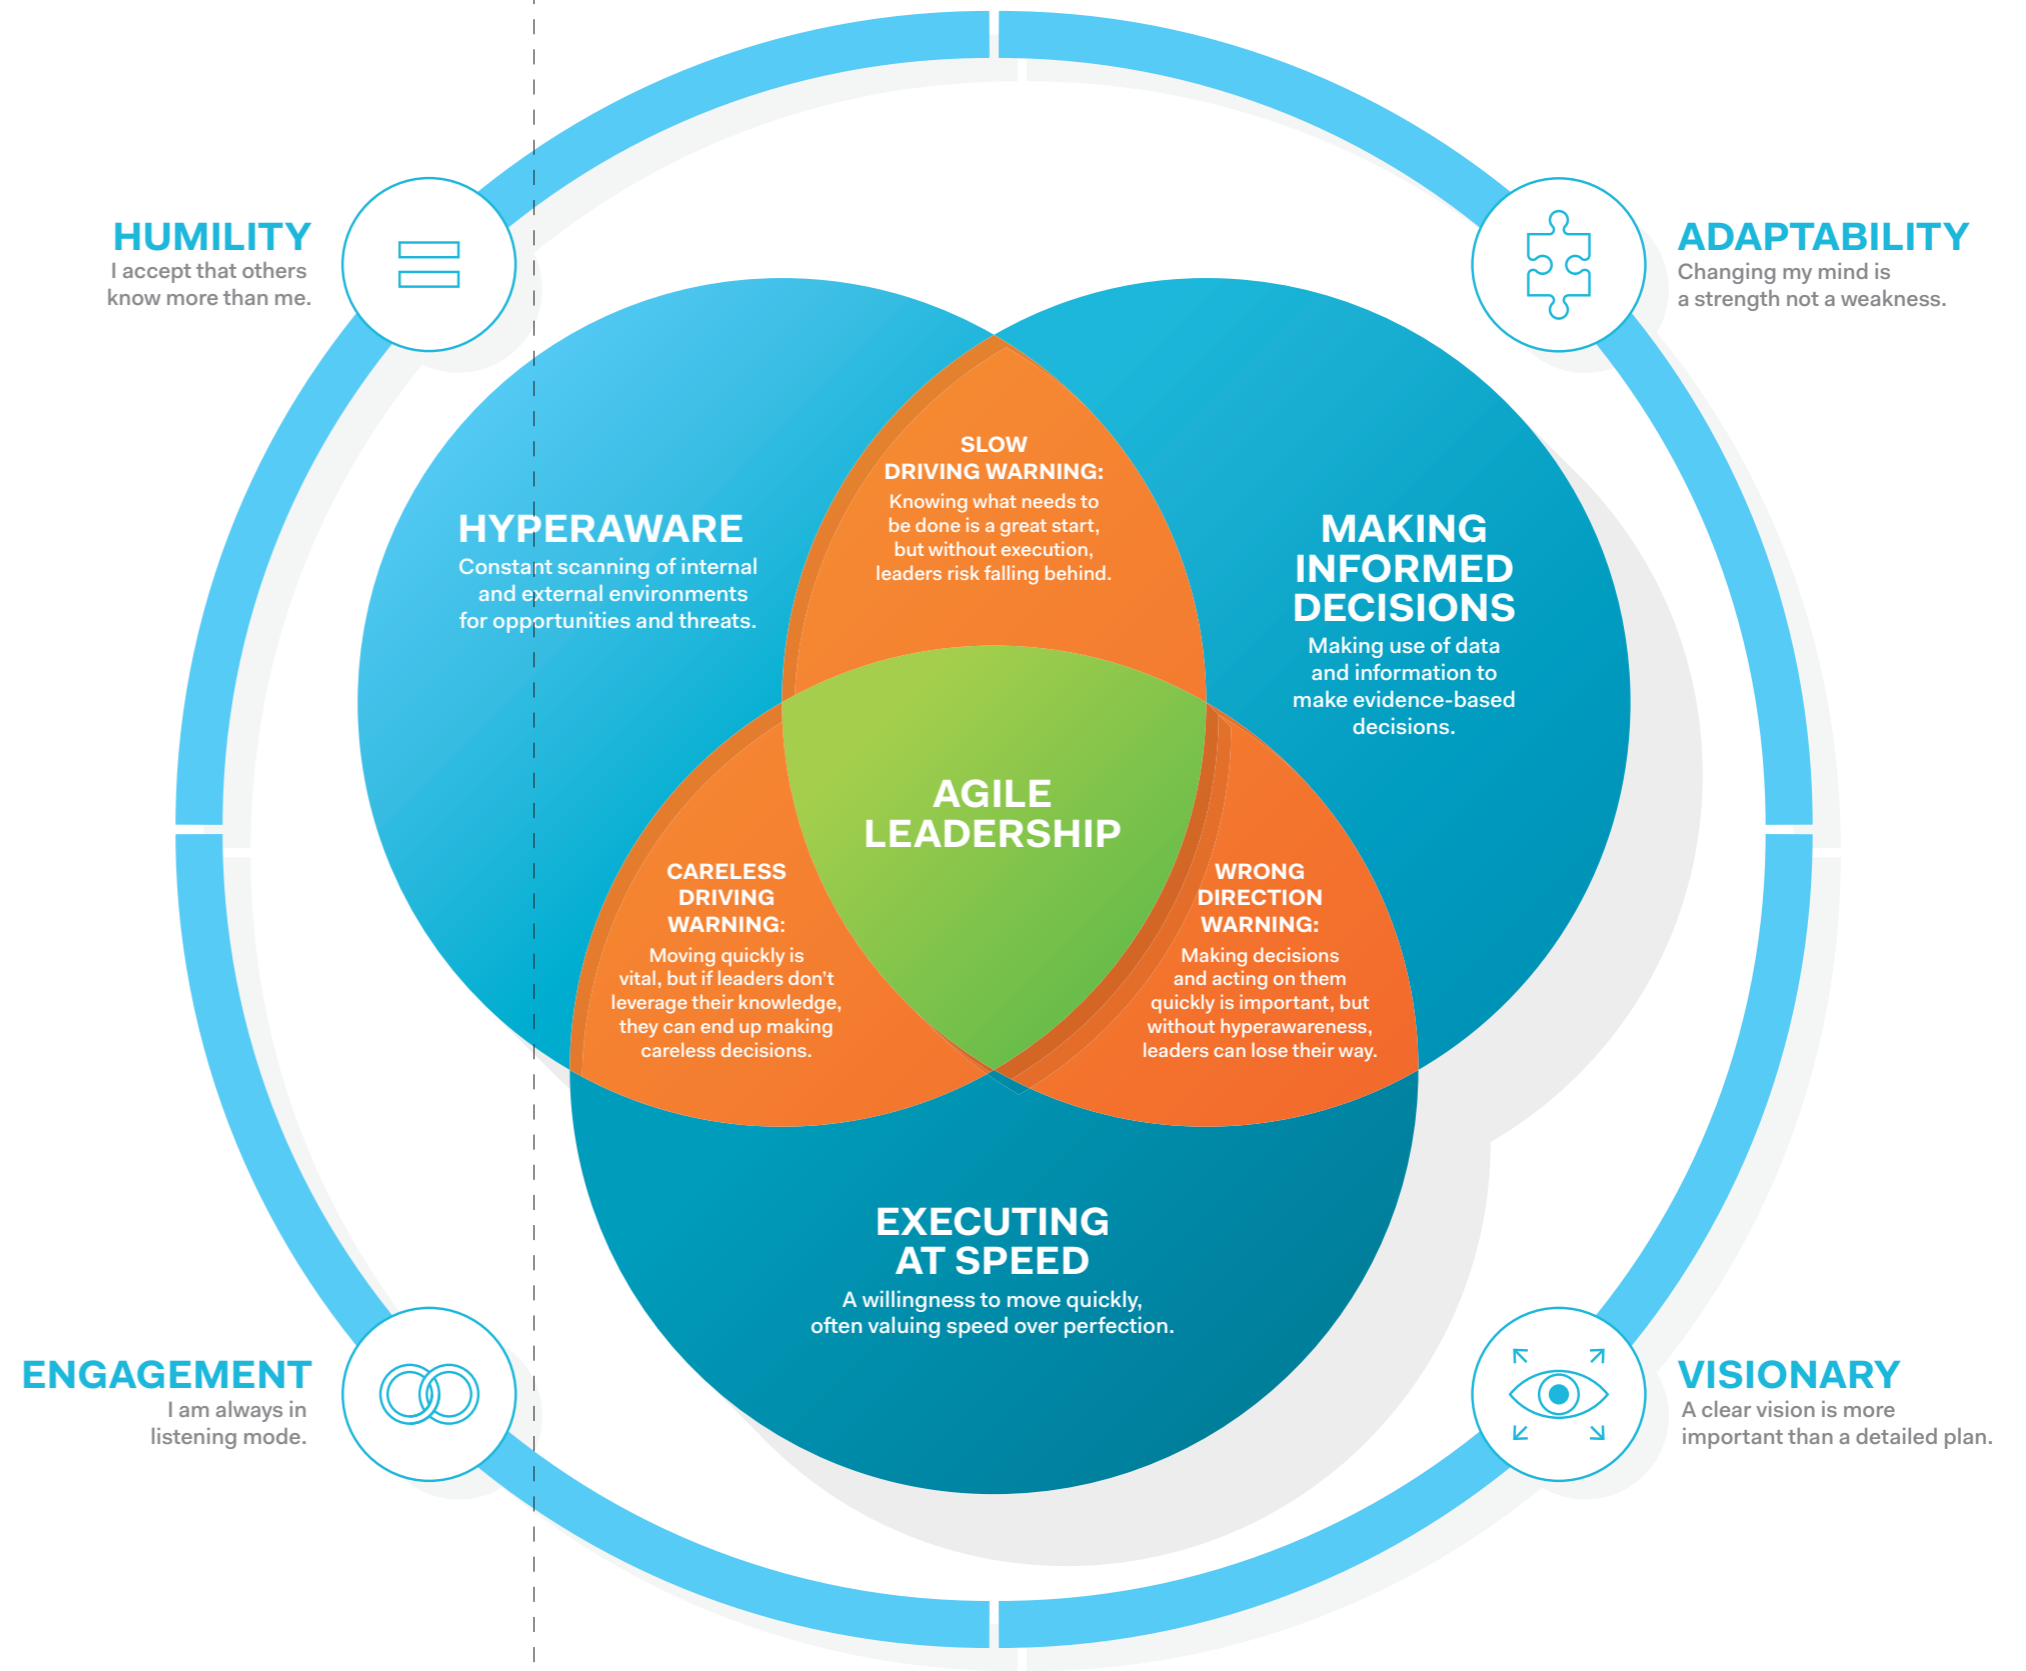 HUMILITY
I accept that others
know more than me.
ADAPTABILITY
Changing my mind is
a strength not a weakness.
SLOW
DRIVING WARNING:
Knowing what needs to
be done is a great start,
but without execution,
leaders risk falling behind.
HYPERAWARE
Constant scanning of internal
and external environments
for opportunities and threats.
MAKING
INFORMED
DECISIONS
Making use of data
and information to
make evidence-based
decisions.
AGILE
LEADERSHIP
CARELESS
DRIVING
WARNING:
Moving quickly is
vital, but if leaders don’t
leverage their knowledge,
they can end up making
careless decisions.
WRONG
DIRECTION
WARNING:
Making decisions
and acting on them
quickly is important, but
without hyperawareness,
leaders can lose their way.
EXECUTING
AT SPEED
A willingness to move quickly,
often valuing speed over perfection.
ENGAGEMENT
I am always in
listening mode.
VISIONARY
A clear vision is more
important than a detailed plan.